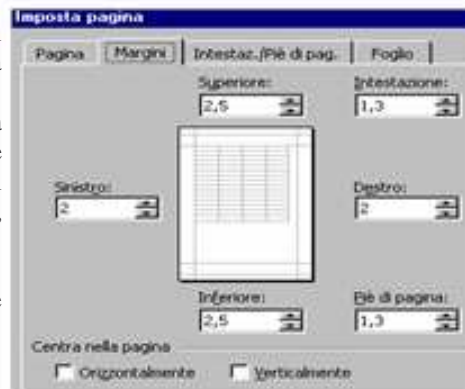 Imposta pagina
Pagina Margini Intestaz./Piè di pag. Foglio
Superiore: Intestazione:
2,5 1,3
Sinistro: Destro:
2 2
Inferiore: Piè di pagina:
2,5 1,3
Centra nella pagina
Orizzontalmente Verticalmente